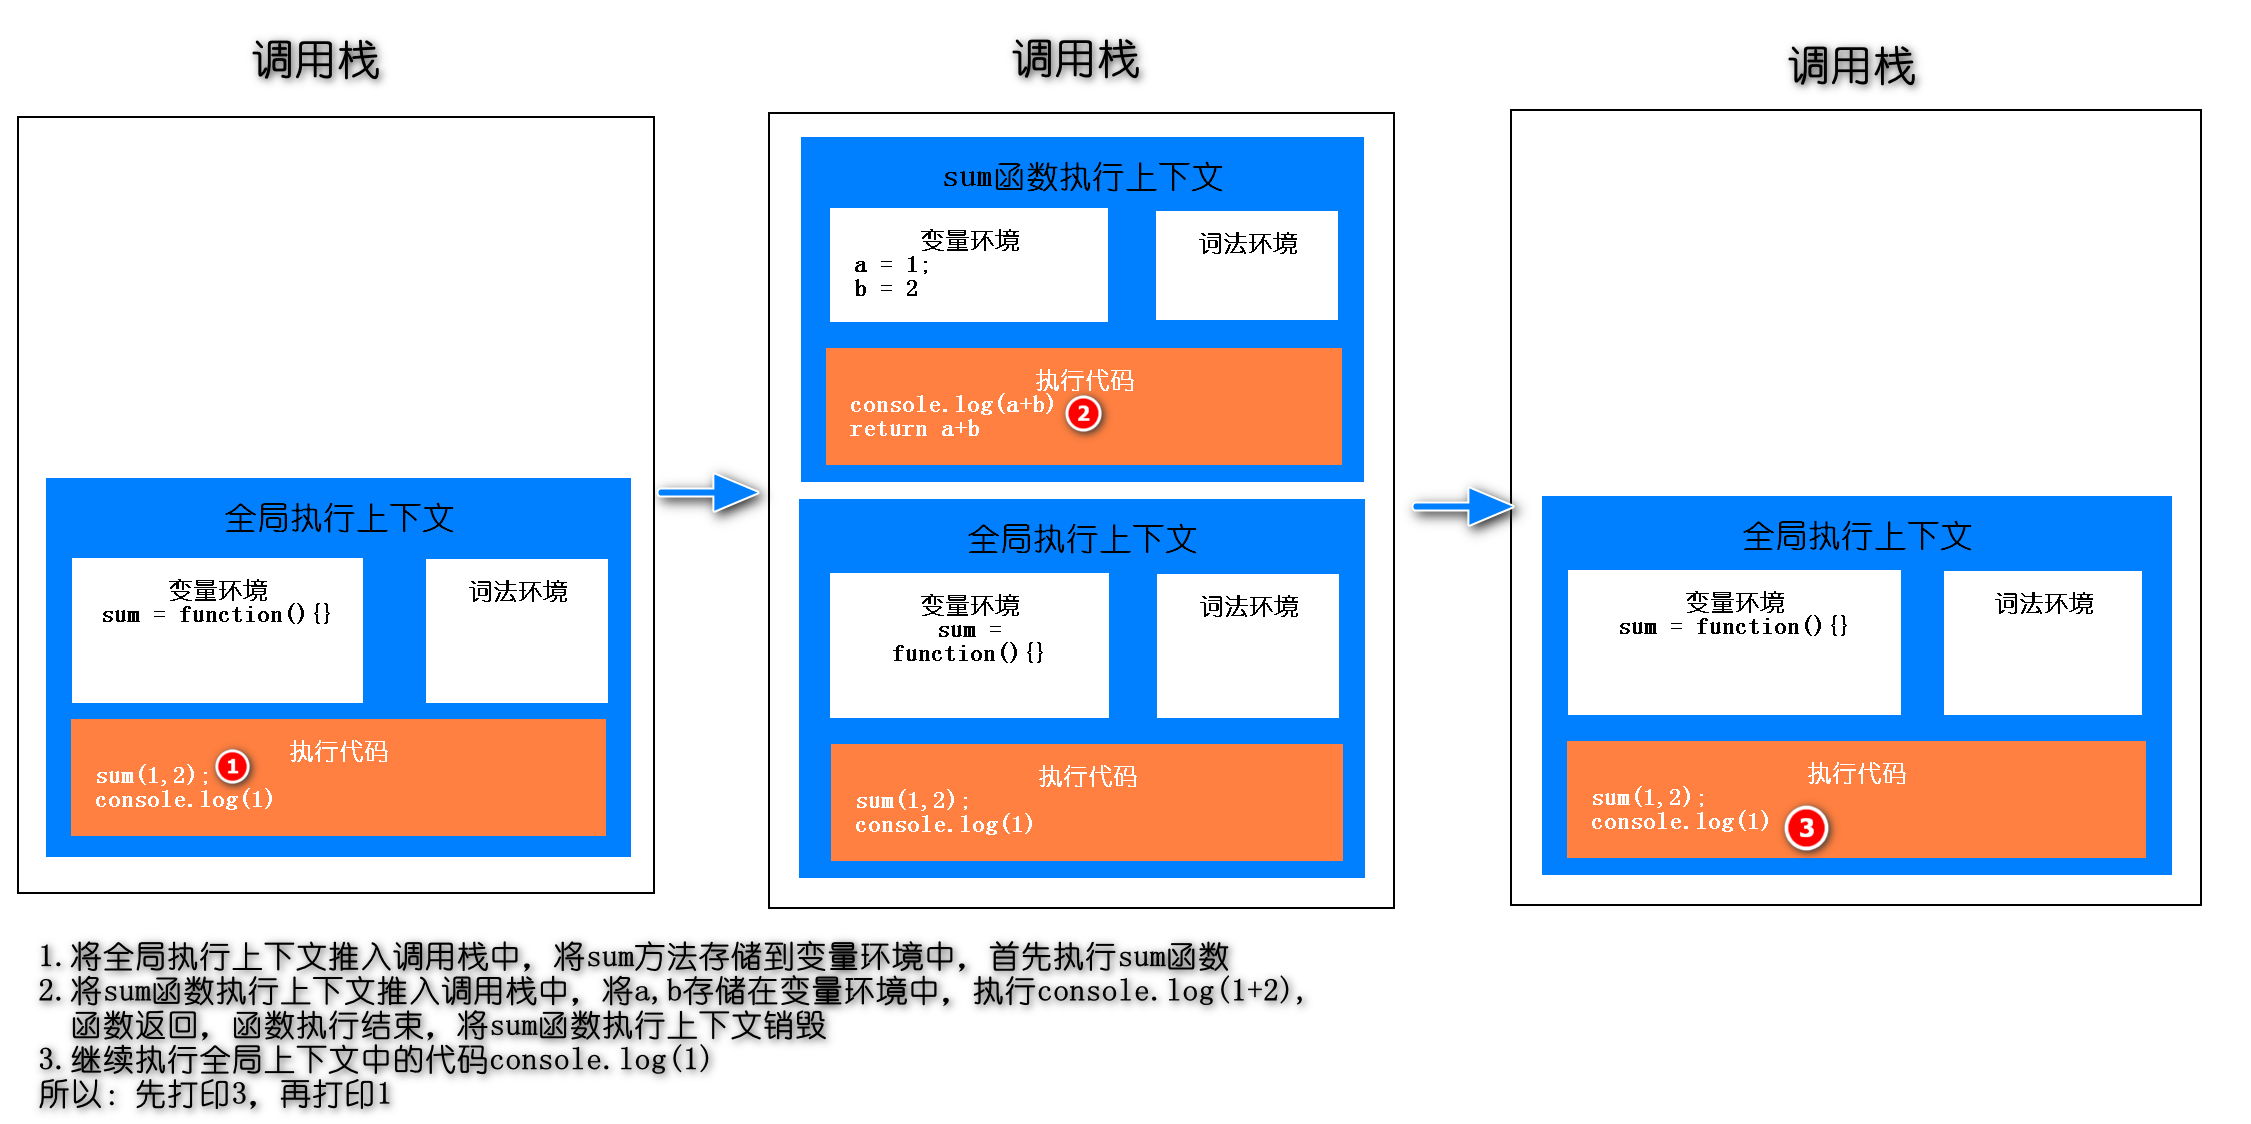 调用栈
全局执行上下文
变量环境
sum = function(){}
词法环境
执行代码
sum(1,2);
1
console.log(1)
调用栈
sum函数执行上下文
变量环境
a = 1;
b = 2
词法环境
执行代码
console.log(a+b)
2
return a+b
全局执行上下文
变量环境
sum =
function(){}
词法环境
执行代码
sum(1,2);
console.log(1)
调用栈
全局执行上下文
变量环境
sum = function(){}
词法环境
执行代码
sum(1,2);
console.log(1)
3
1.将全局执行上下文推入调用栈中，将sum方法存储到变量环境中，首先执行sum函数
2.将sum函数执行上下文推入调用栈中，将a,b存储在变量环境中，执行console.log(1+2),
函数返回，函数执行结束，将sum函数执行上下文销毁
3.继续执行全局上下文中的代码console.log(1)
所以：先打印3，再打印1